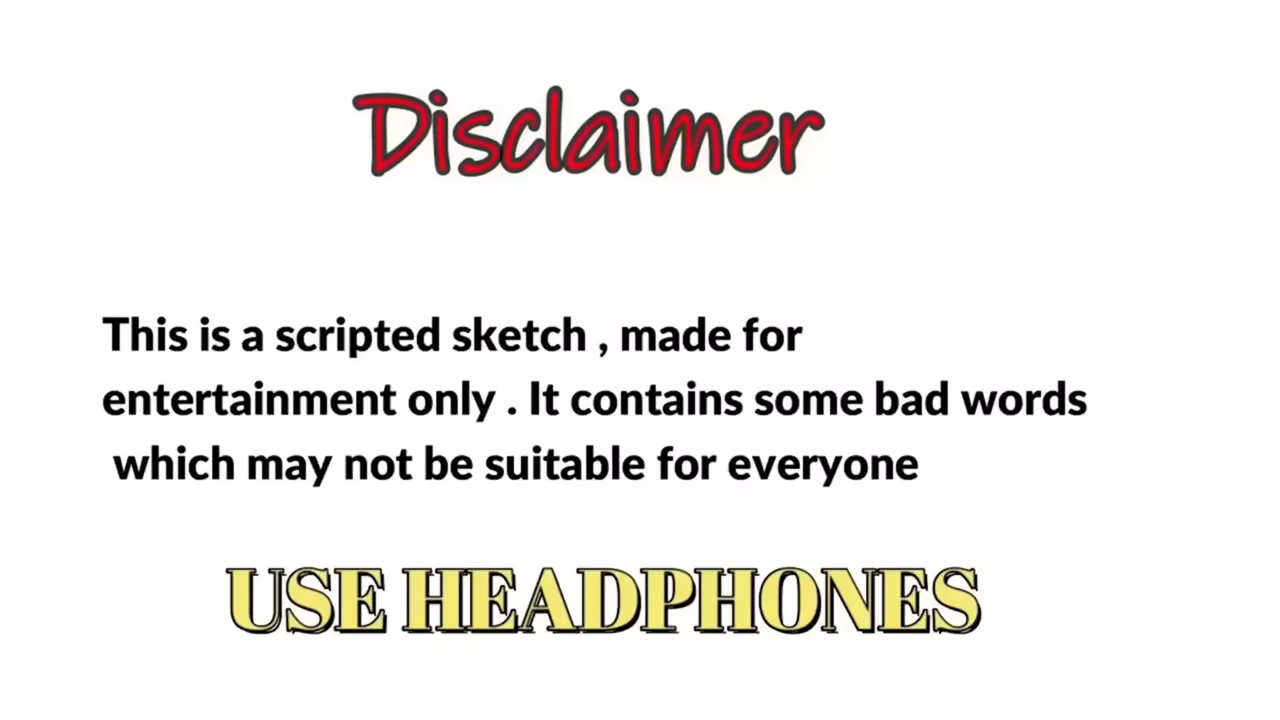 Disclaimer
This is a scripted sketch , made for
entertainment only . It contains some bad words
which may not be suitable for everyone
USE HEADPHONES